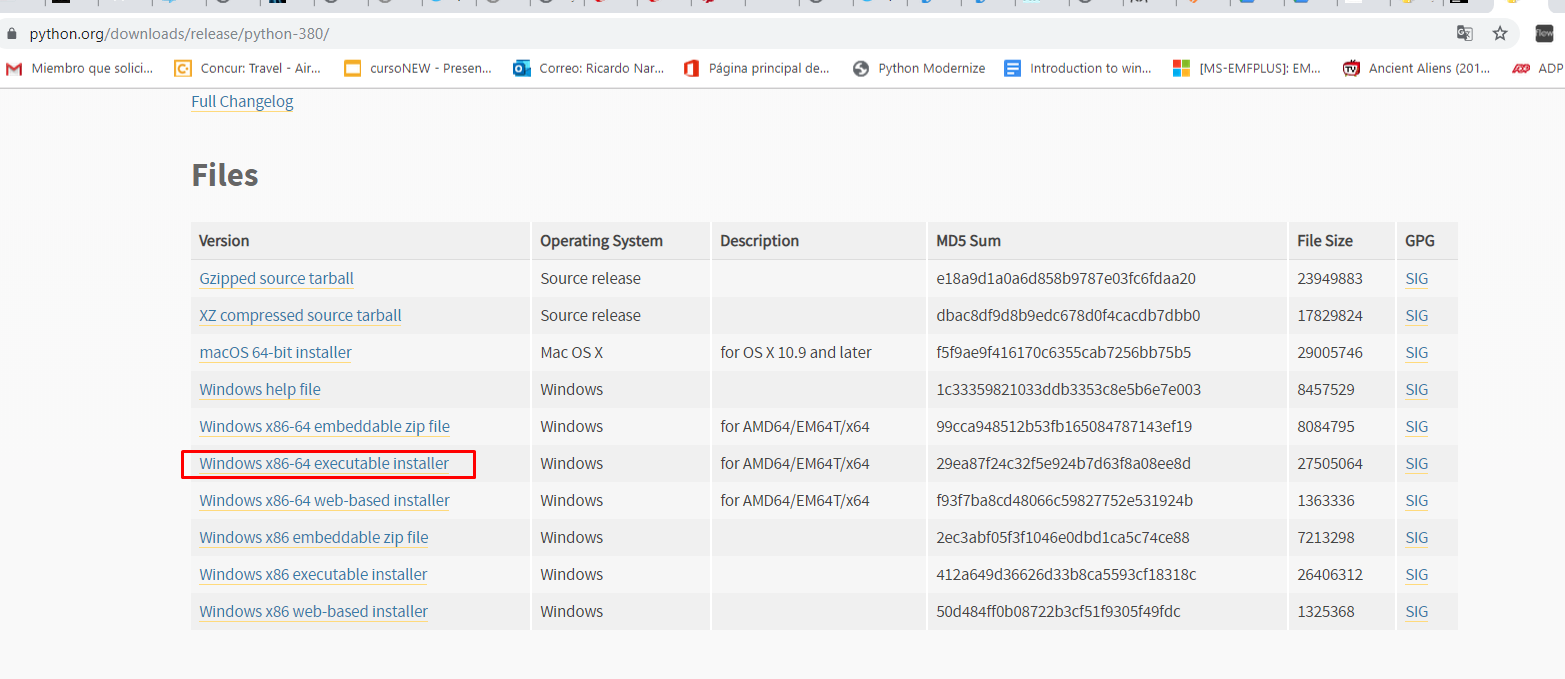 python.org/downloads/release/python-380/
Miembro que solici... Concur: Travel - Air... cursoNEW - Presen... Correo: Ricardo Nar... Página principal de... Python Modernize Introduction to win... [MS-EMFPLUS]: EM... Ancient Aliens (201... ADP
Full Changelog
Files
Version Operating System Description MD5 Sum File Size GPG
Gzipped source tarball Source release e18a9d1a0a6d858b9787e03fc6fdaa20 23949883 SIG
XZ compressed source tarball Source release dbac8df9d8b9edc678d0f4cacdb7dbb0 17829824 SIG
macOS 64-bit installer Mac OS X for OS X 10.9 and later f5f9ae9f416170c6355cab7256bb75b5 29005746 SIG
Windows help file Windows 1c33359821033ddb3353c8e5b6e7e003 8457529 SIG
Windows x86-64 embeddable zip file Windows for AMD64/EM64T/x64 99cca948512b53fb165084787143ef19 8084795 SIG
Windows x86-64 executable installer Windows for AMD64/EM64T/x64 29ea87f24c32f5e924b7d63f8a08ee8d 27505064 SIG
Windows x86-64 web-based installer Windows for AMD64/EM64T/x64 f93f7ba8cd48066c59827752e531924b 1363336 SIG
Windows x86 embeddable zip file Windows 2ec3abf05f3f1046e0dbd1ca5c74ce88 7213298 SIG
Windows x86 executable installer Windows 412a649d36626d33b8ca5593cf18318c 26406312 SIG
Windows x86 web-based installer Windows 50d484ff0b08722b3cf51f9305f49fdc 1325368 SIG